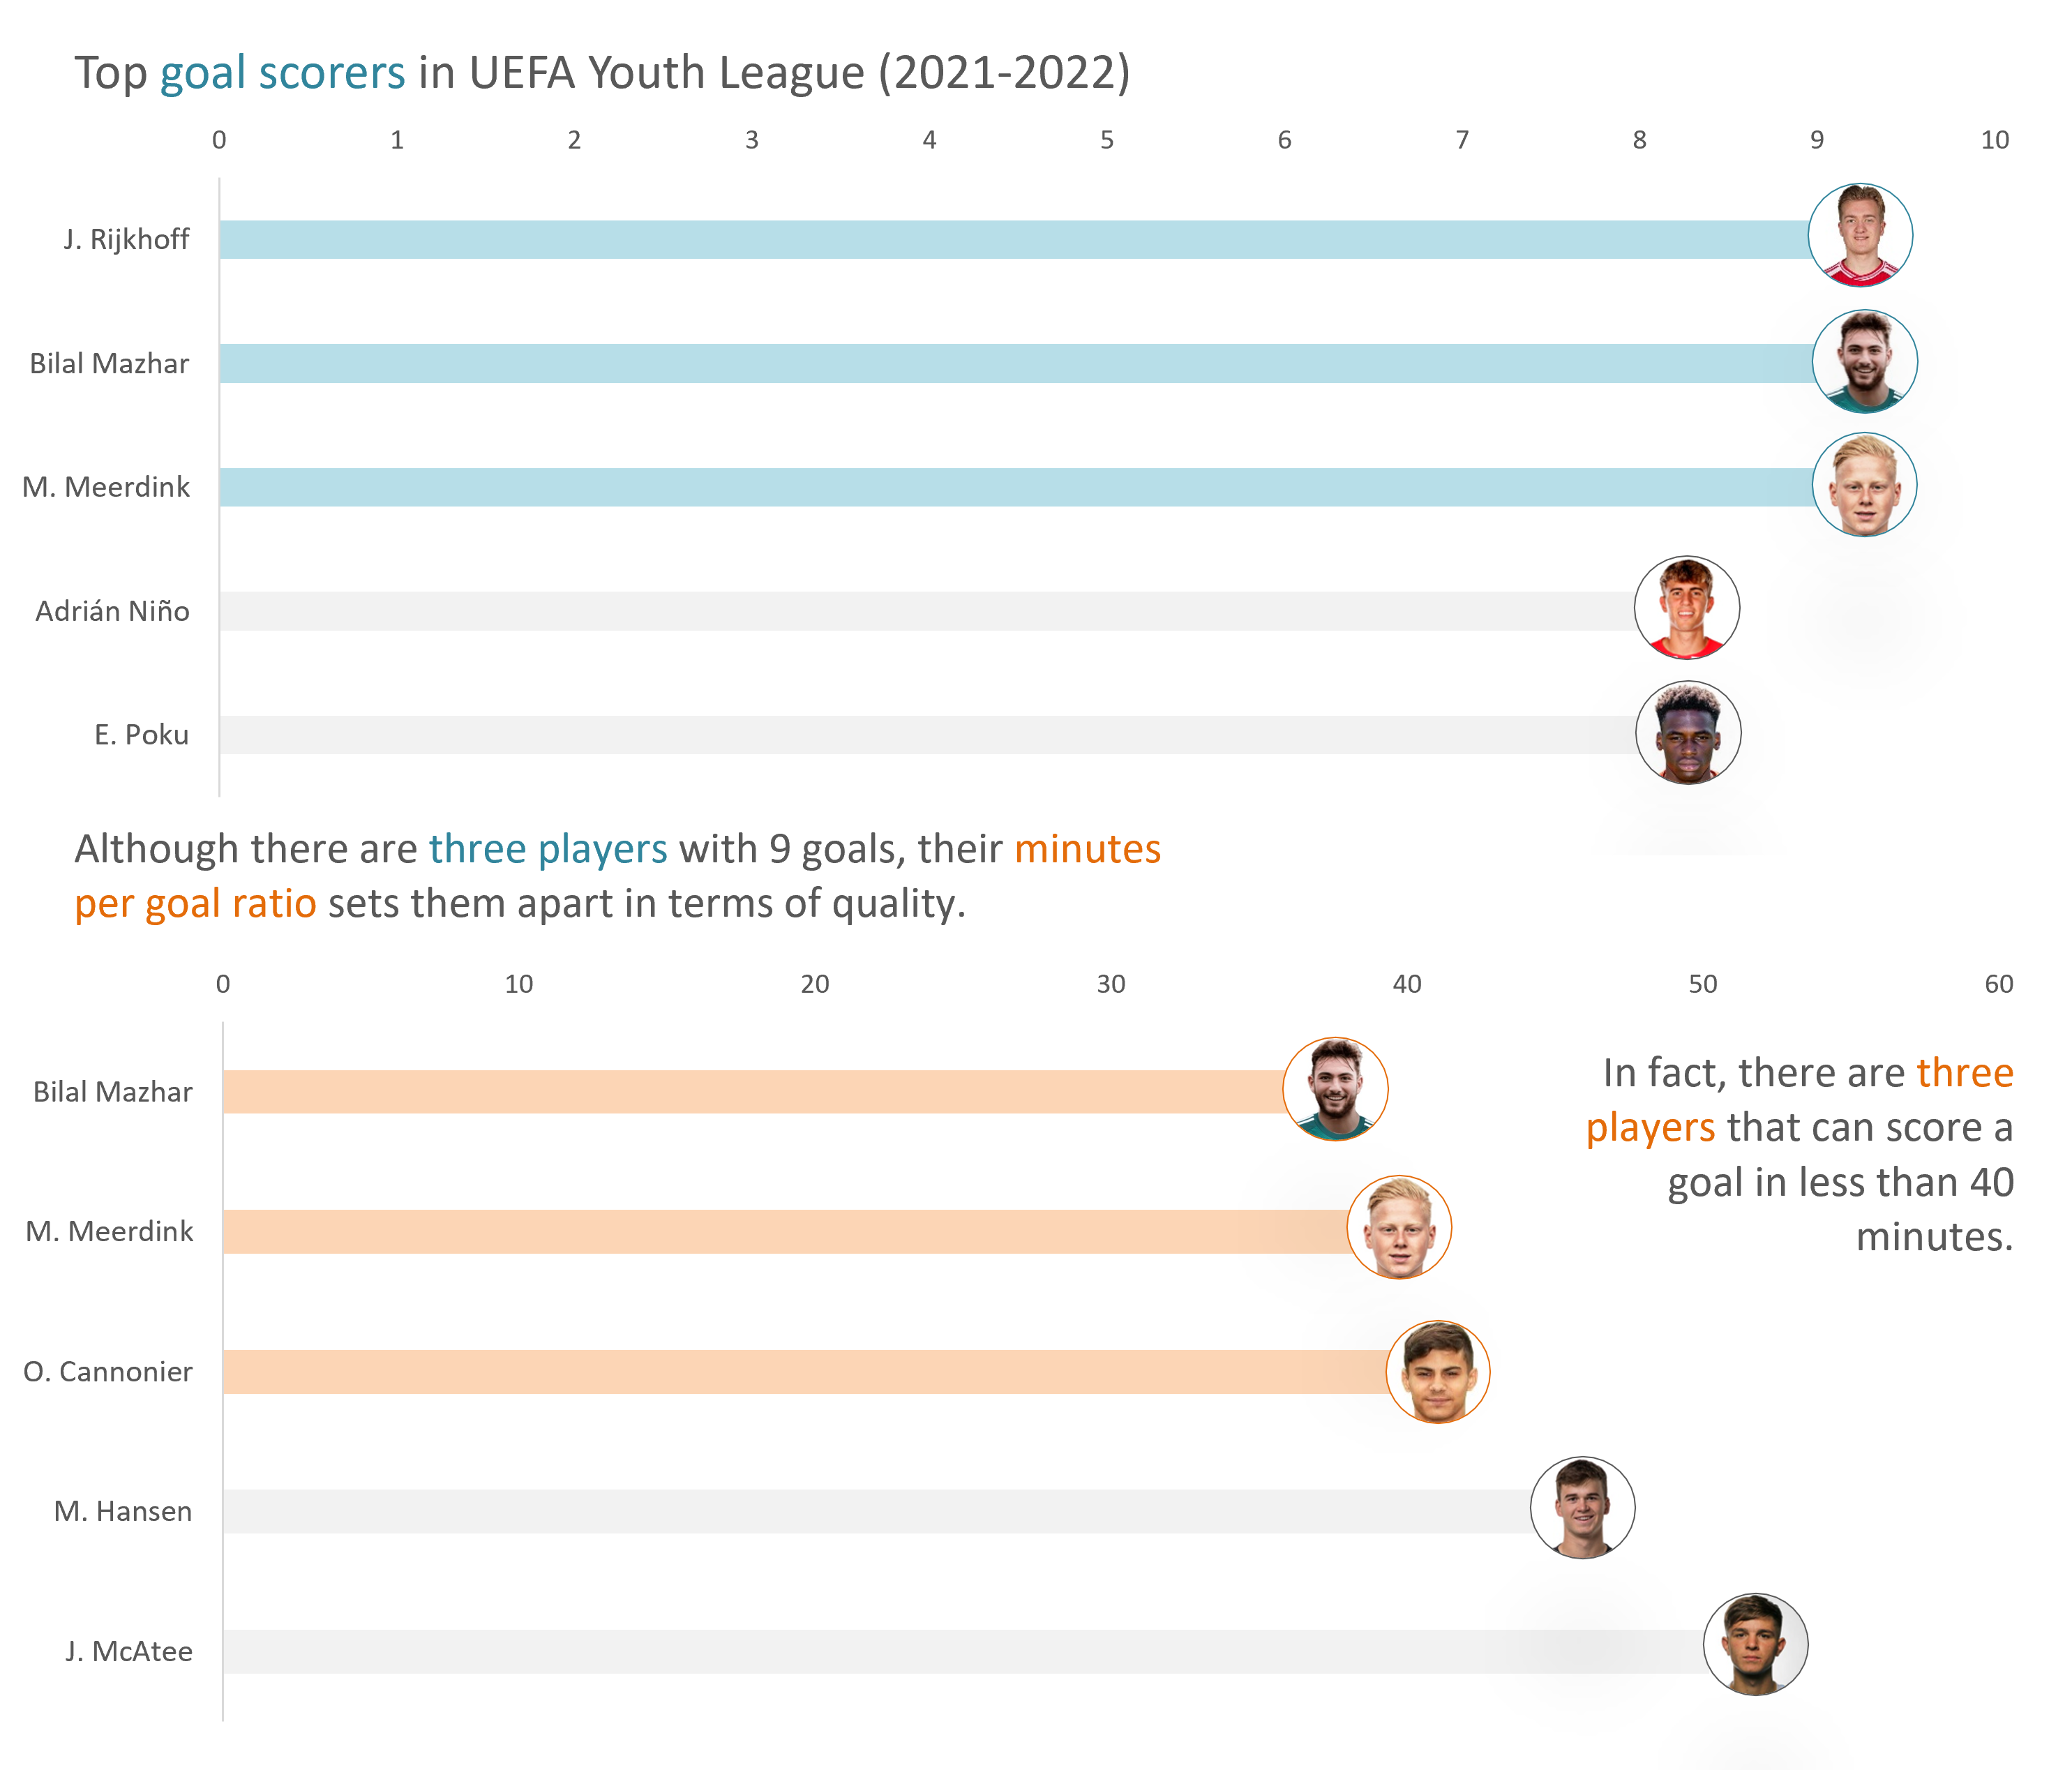 Top goal scorers in UEFA Youth League (2021-2022)
0 1 2 3 4 5 6 7 8 9 10
J. Rijkhoff
Bilal Mazhar
M. Meerdink
Adrián Niño
E. Poku
Although there are three players with 9 goals, their minutes
per goal ratio sets them apart in terms of quality.
0 10 20 30 40 50 60
Bilal Mazhar
M. Meerdink
O. Cannonier
M. Hansen
J. McAtee
In fact, there are three
players that can score a
goal in less than 40
minutes.